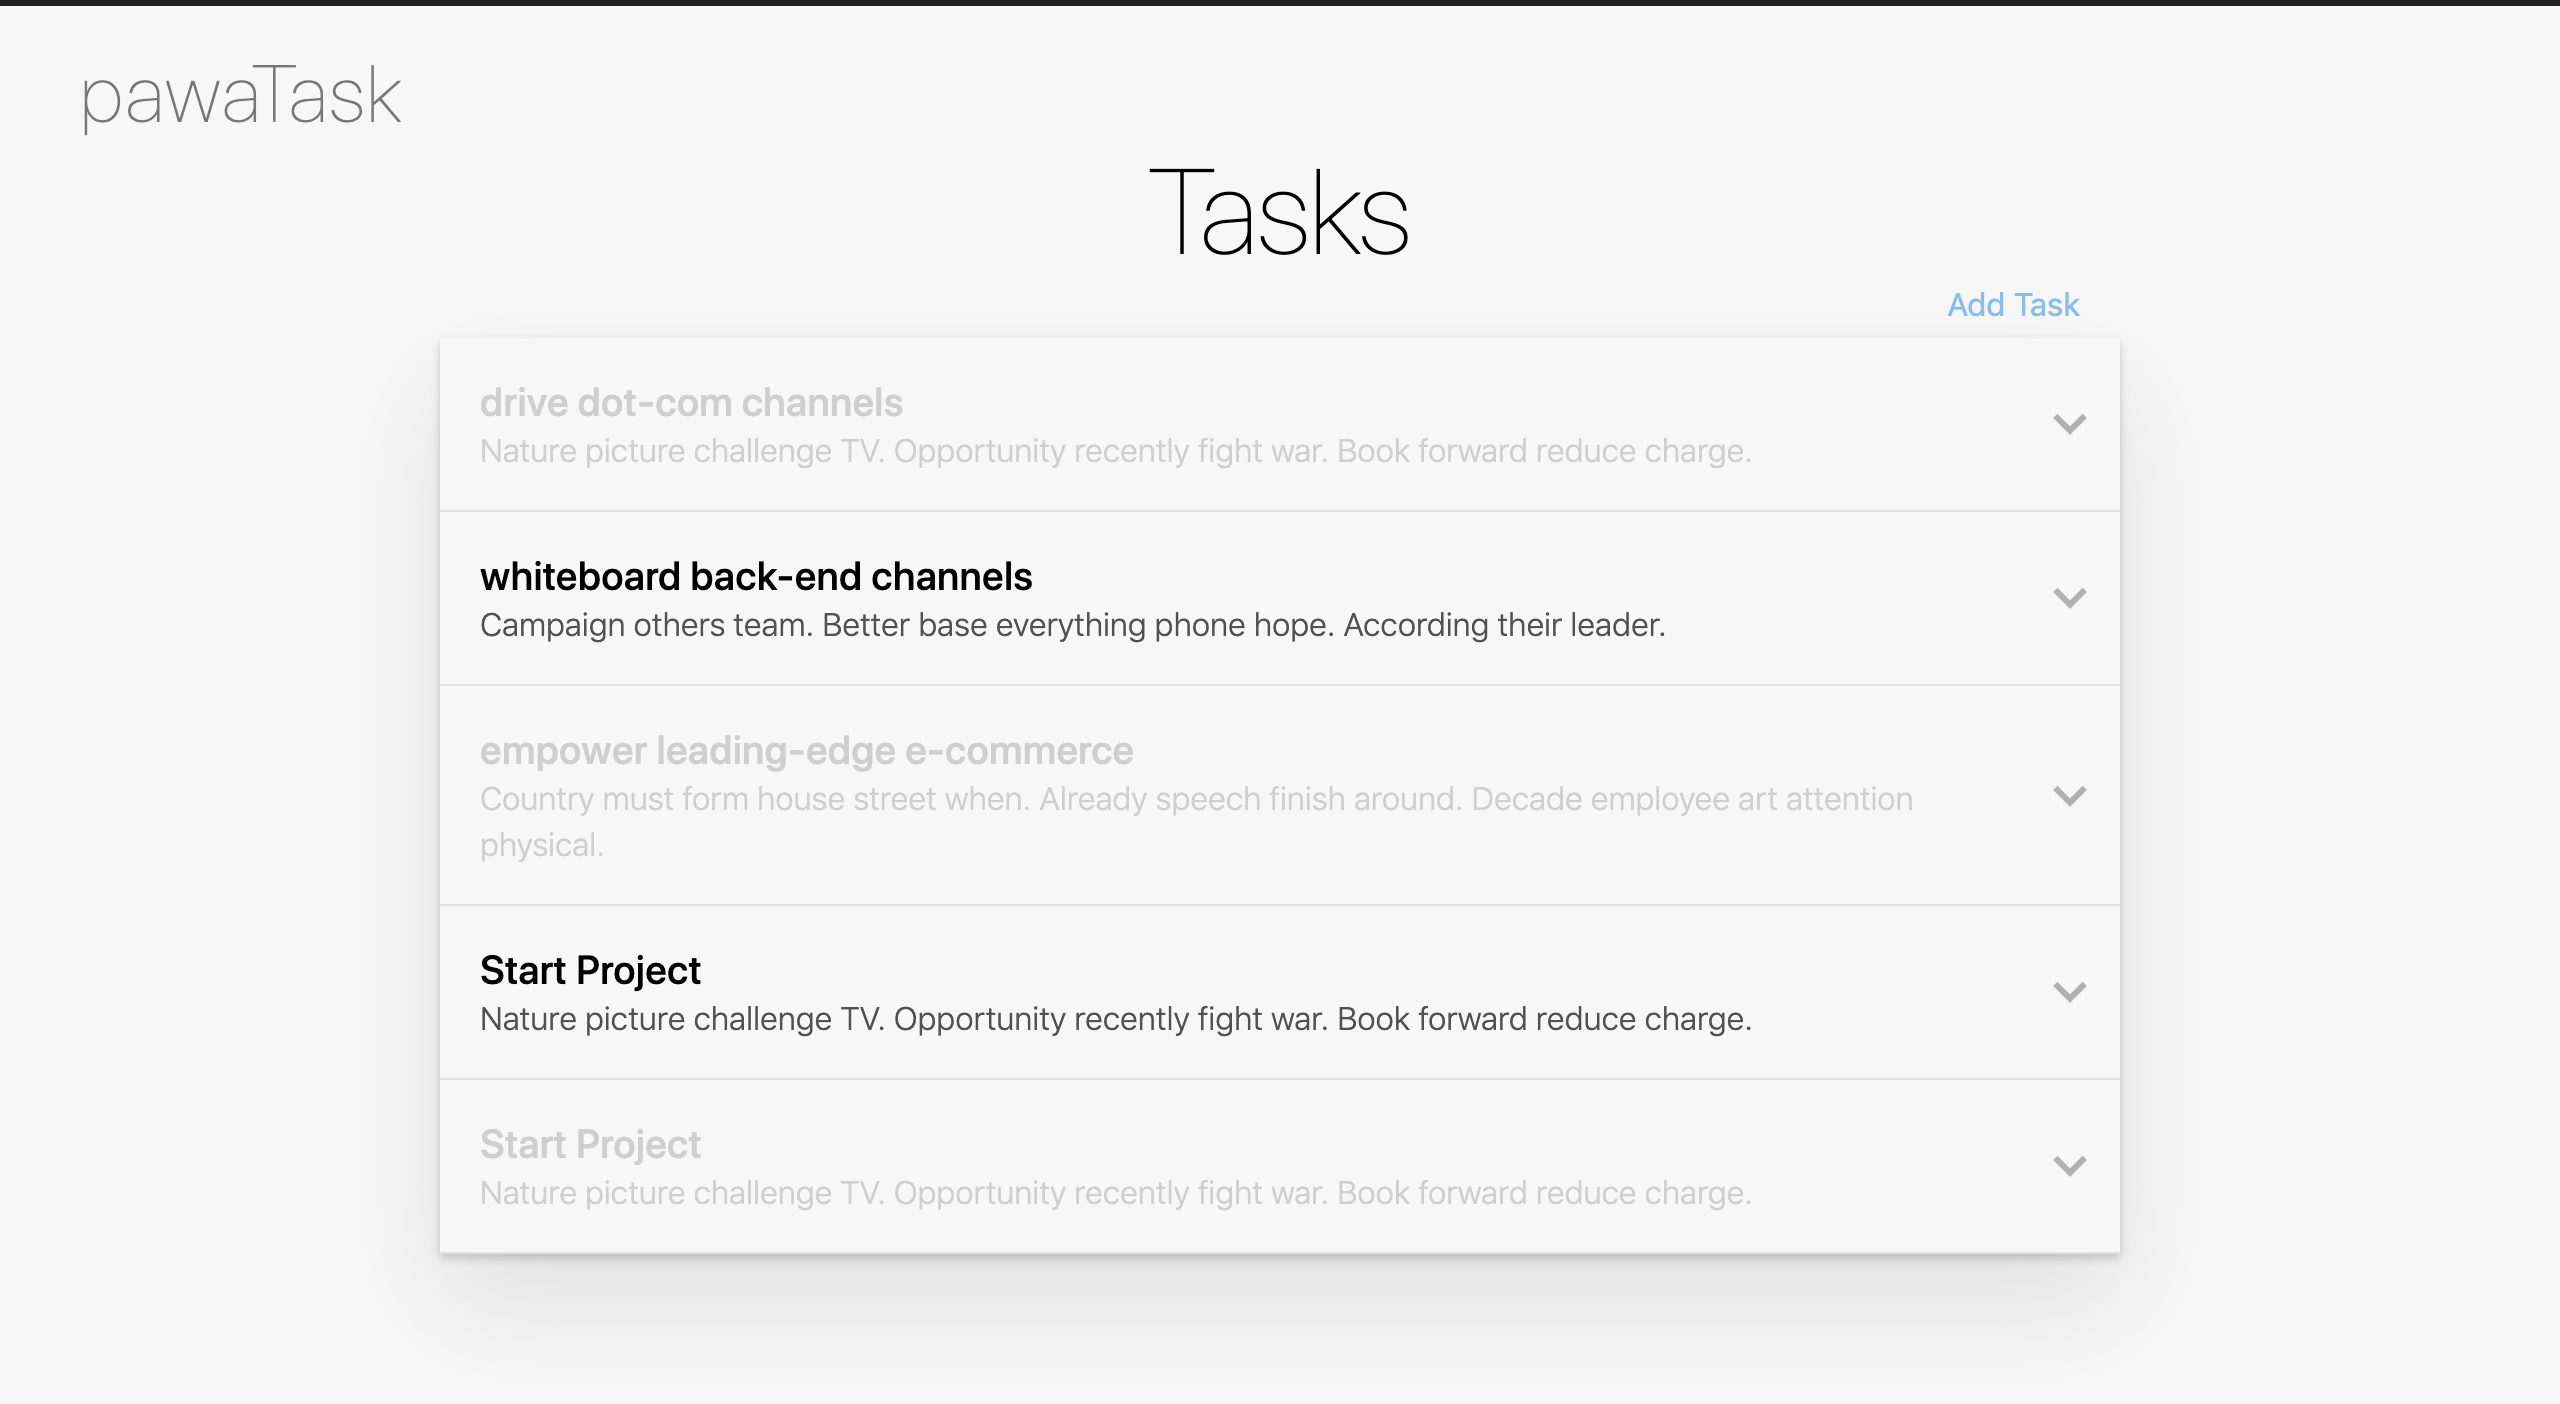 pawaTask
Tasks
Add Task
drive dot-com channels
Nature picture challenge TV. Opportunity recently fight war. Book forward reduce charge.
whiteboard back-end channels
Campaign others team. Better base everything phone hope. According their leader.
empower leading-edge e-commerce
Country must form house street when. Already speech finish around. Decade employee art attention
physical.
Start Project
Nature picture challenge TV. Opportunity recently fight war. Book forward reduce charge.
Start Project
Nature picture challenge TV. Opportunity recently fight war. Book forward reduce charge.